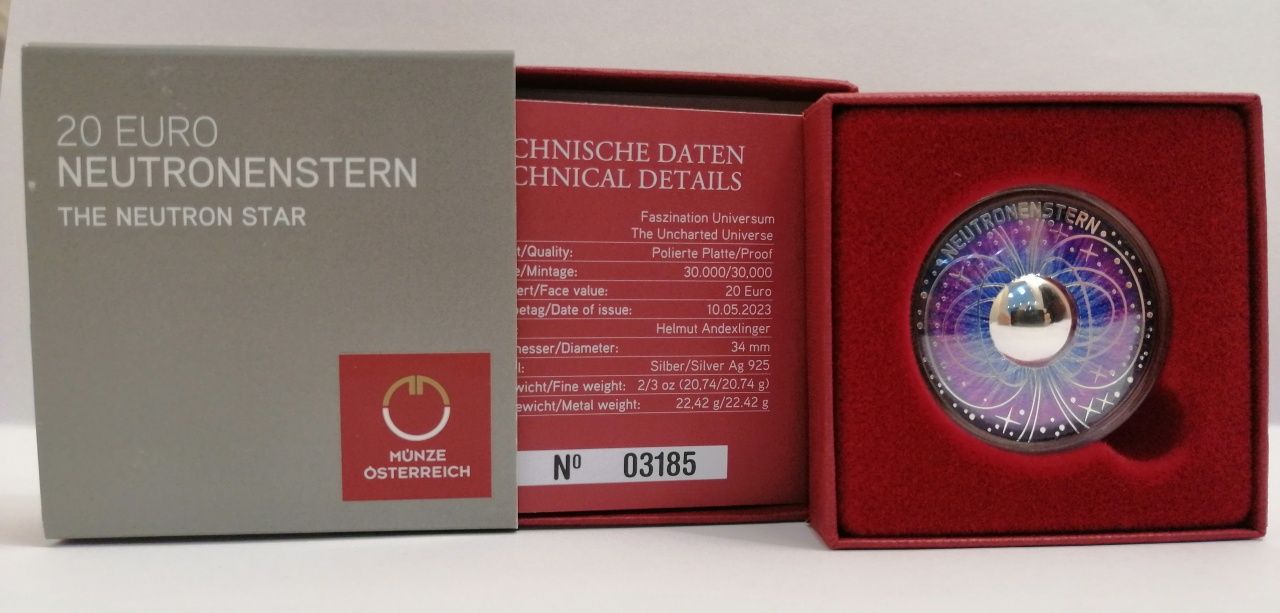 20 EURO
NEUTRONENSTERN
THE NEUTRON STAR
MÜNZE
ÖSTERREICH
CHNISCHE DATEN
CHNICAL DETAILS
Faszination Universum
The Uncharted Universe
t/Quality: Polierte Platte/Proof
e/Mintage: 30.000/30,000
ert/Face value: 20 Euro
betag/Date of issue: 10.05.2023
Helmut Andexlinger
nesser/Diameter: 34 mm
l: Silber/Silver Ag 925
wicht/Fine weight: 2/3 oz (20,74/20.74 g)
ewicht/Metal weight: 22,42 g/22.42 g
Nº 03185
NEUTRONENSTERN